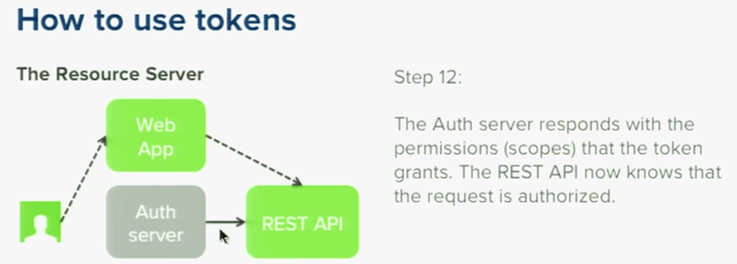 How to use tokens
The Resource Server
Step 12:
Web
App
The Auth server responds with the
permissions (scopes) that the token
grants. The REST API now knows that
the request is authorized.
Auth
server
REST API